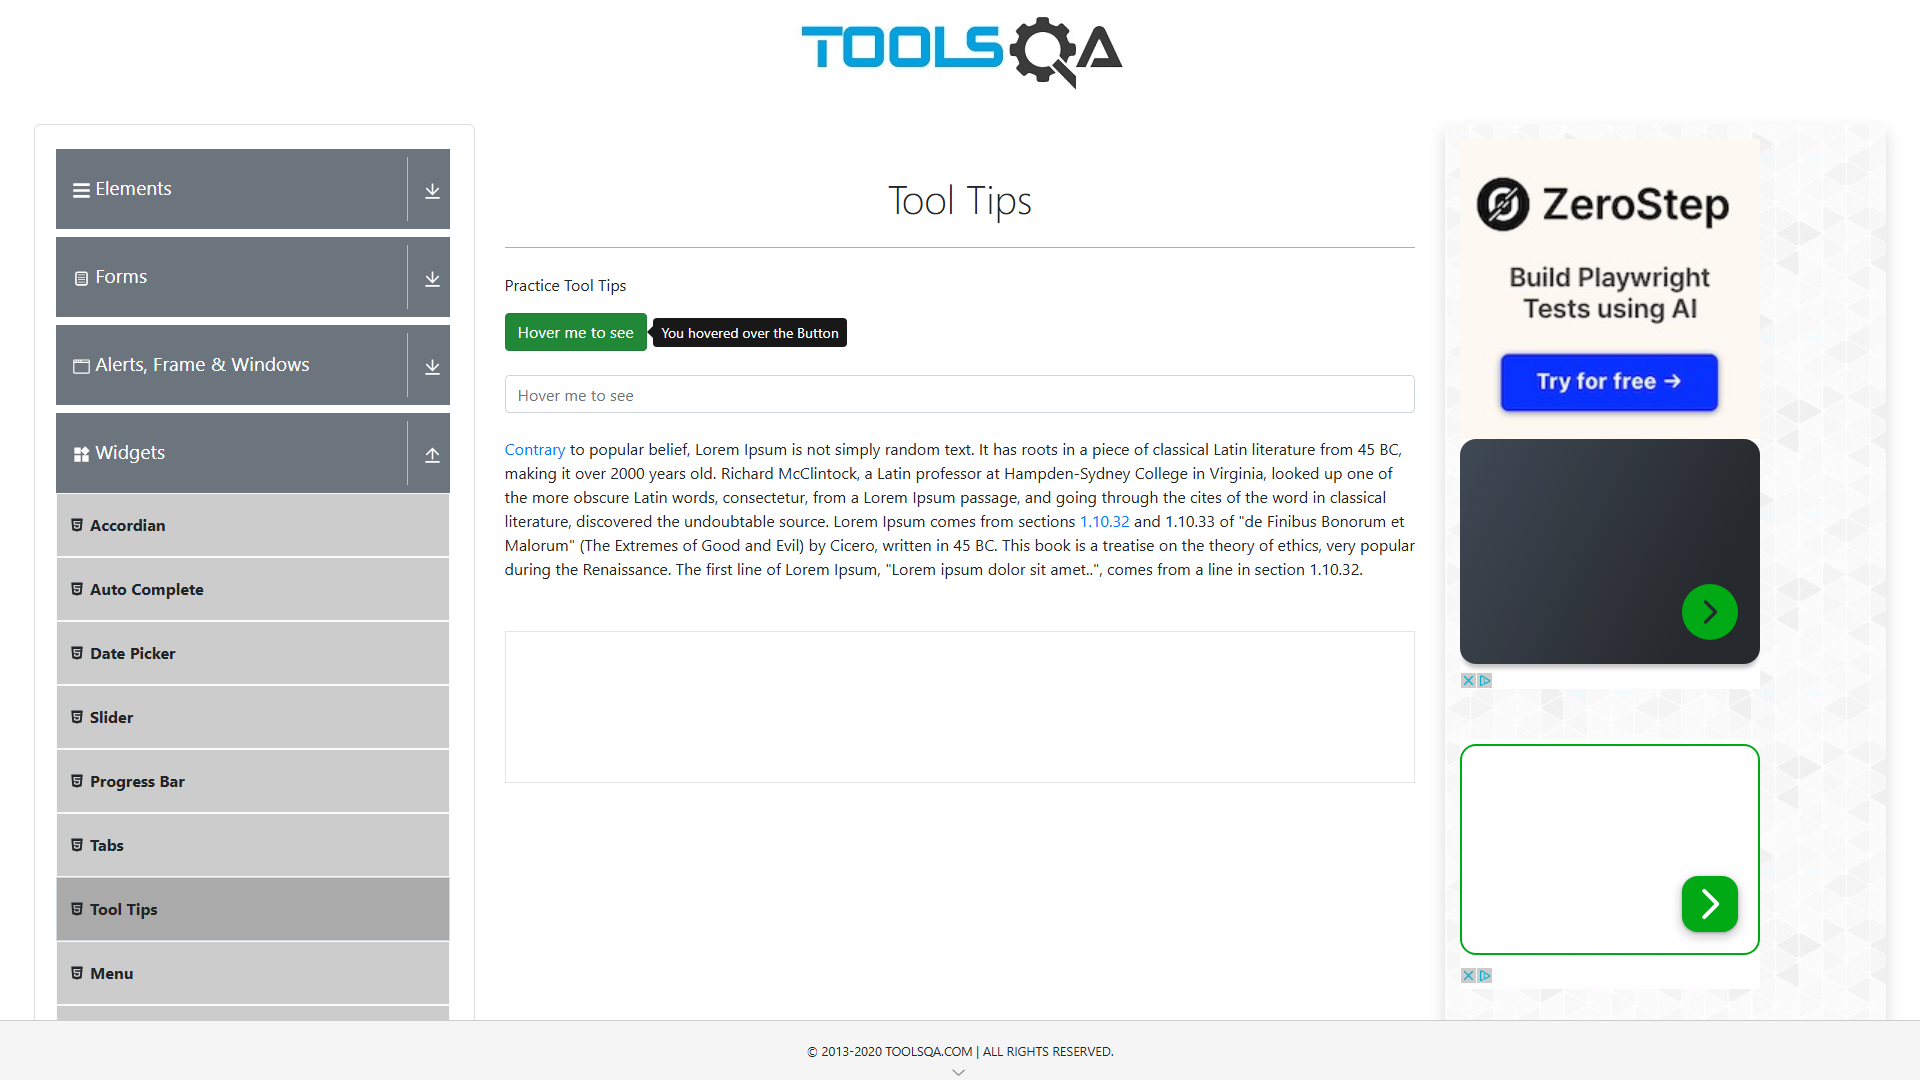 TOOLSQA
Elements
Forms
Alerts, Frame & Windows
Widgets
Accordian
Auto Complete
Date Picker
Slider
Progress Bar
Tabs
Tool Tips
Menu
Tool Tips
Practice Tool Tips
Hover me to see
You hovered over the Button
Hover me to see
Contrary to popular belief, Lorem Ipsum is not simply random text. It has roots in a piece of classical Latin literature from 45 BC,
making it over 2000 years old. Richard McClintock, a Latin professor at Hampden-Sydney College in Virginia, looked up one of
the more obscure Latin words, consectetur, from a Lorem Ipsum passage, and going through the cites of the word in classical
literature, discovered the undoubtable source. Lorem Ipsum comes from sections 1.10.32 and 1.10.33 of "de Finibus Bonorum et
Malorum" (The Extremes of Good and Evil) by Cicero, written in 45 BC. This book is a treatise on the theory of ethics, very popular
during the Renaissance. The first line of Lorem Ipsum, "Lorem ipsum dolor sit amet..", comes from a line in section 1.10.32.
ZeroStep
Build Playwright
Tests using AI
Try for free →
© 2013-2020 TOOLSQA.COM | ALL RIGHTS RESERVED.